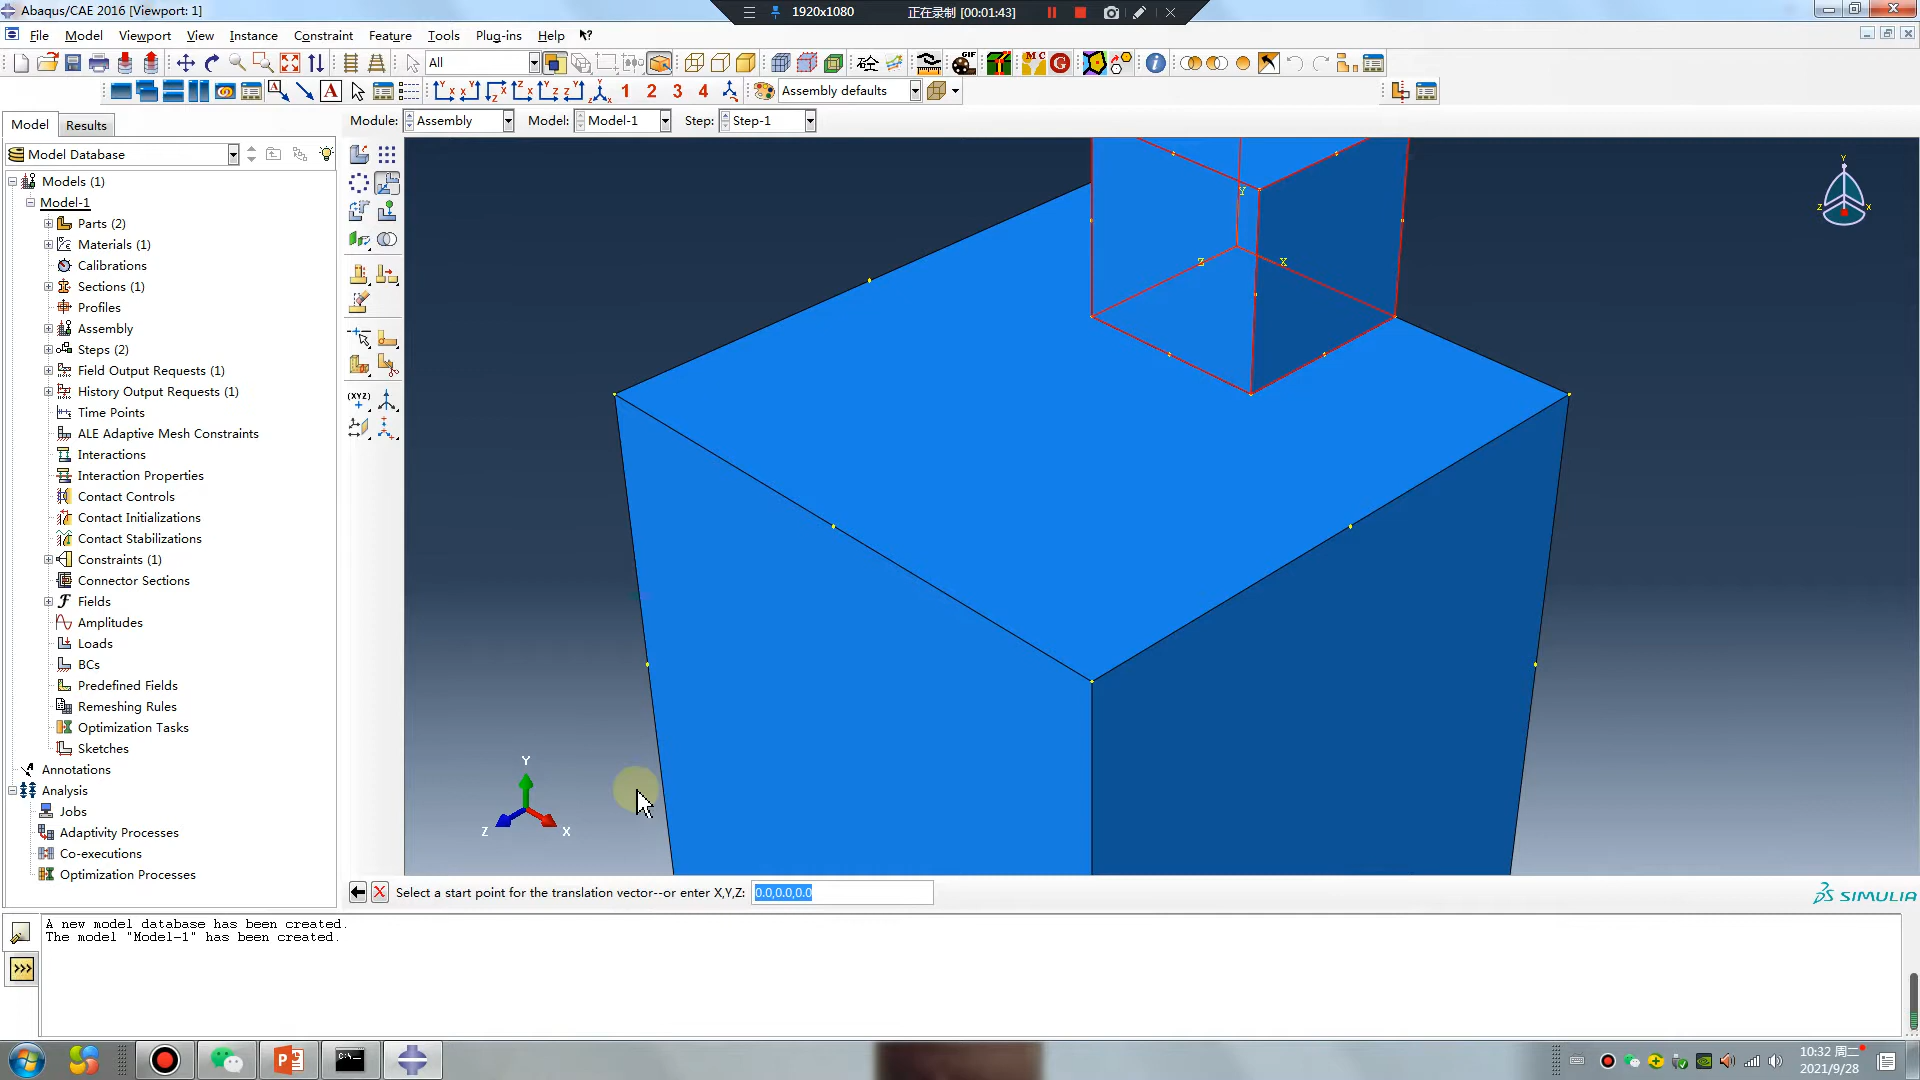 Abaqus/CAE 2016 [Viewport: 1]
1920x1080
正在录制 [00:01:43]
File Model Viewport View Instance Constraint Feature Tools Plug-ins Help
All
GIF
砼
M C
G
A
1 2 3 4
Assembly defaults
Model Results
Module: Assembly Model: Model-1 Step: Step-1
Model Database
Models (1)
Model-1
Parts (2)
Materials (1)
Calibrations
Sections (1)
Profiles
Assembly
Steps (2)
Field Output Requests (1)
History Output Requests (1)
Time Points
ALE Adaptive Mesh Constraints
Interactions
Interaction Properties
Contact Controls
Contact Initializations
Contact Stabilizations
Constraints (1)
Connector Sections
Fields
Amplitudes
Loads
BCs
Predefined Fields
Remeshing Rules
Optimization Tasks
Sketches
Annotations
Analysis
Jobs
Adaptivity Processes
Co-executions
Optimization Processes
(XYZ)
Y
Z X
Y
Z X
Y
Z X
Select a start point for the translation vector--or enter X,Y,Z: 0.0,0.0,0.0
SIMULIA
A new model database has been created.
The model "Model-1" has been created.
>>>
10:32 周二
2021/9/28